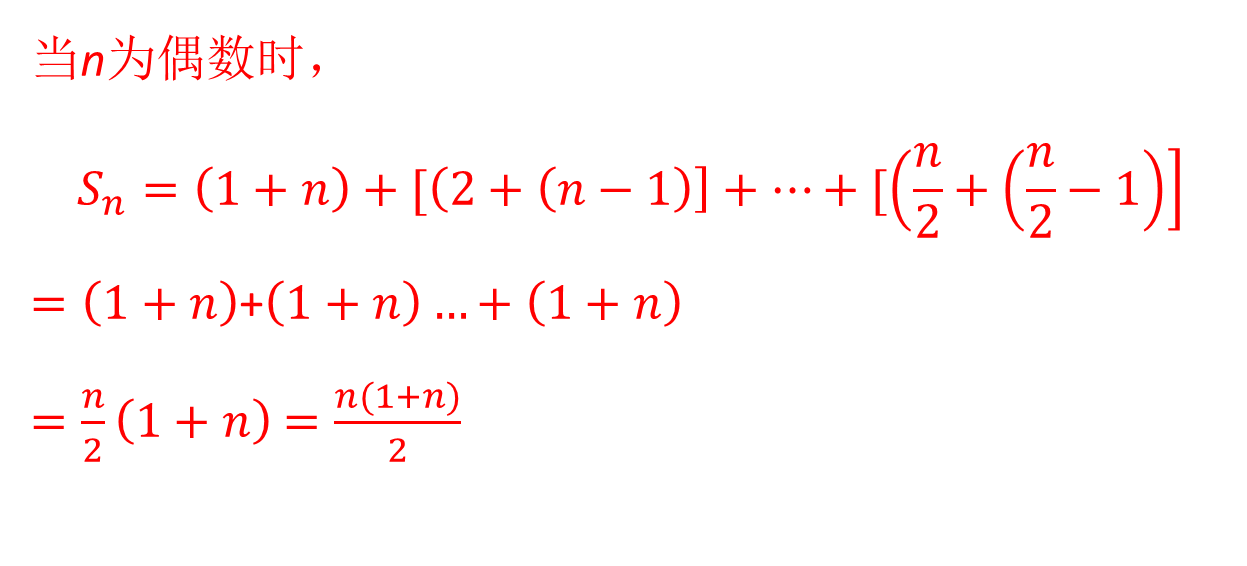 当n为偶数时，
Sₙ = (1 + n) + [(2 + (n − 1)] + ⋯ + [(n/2 + (n/2 − 1)]
= (1 + n)+(1 + n) … + (1 + n)
= n/2 (1 + n) = n(1+n)/2